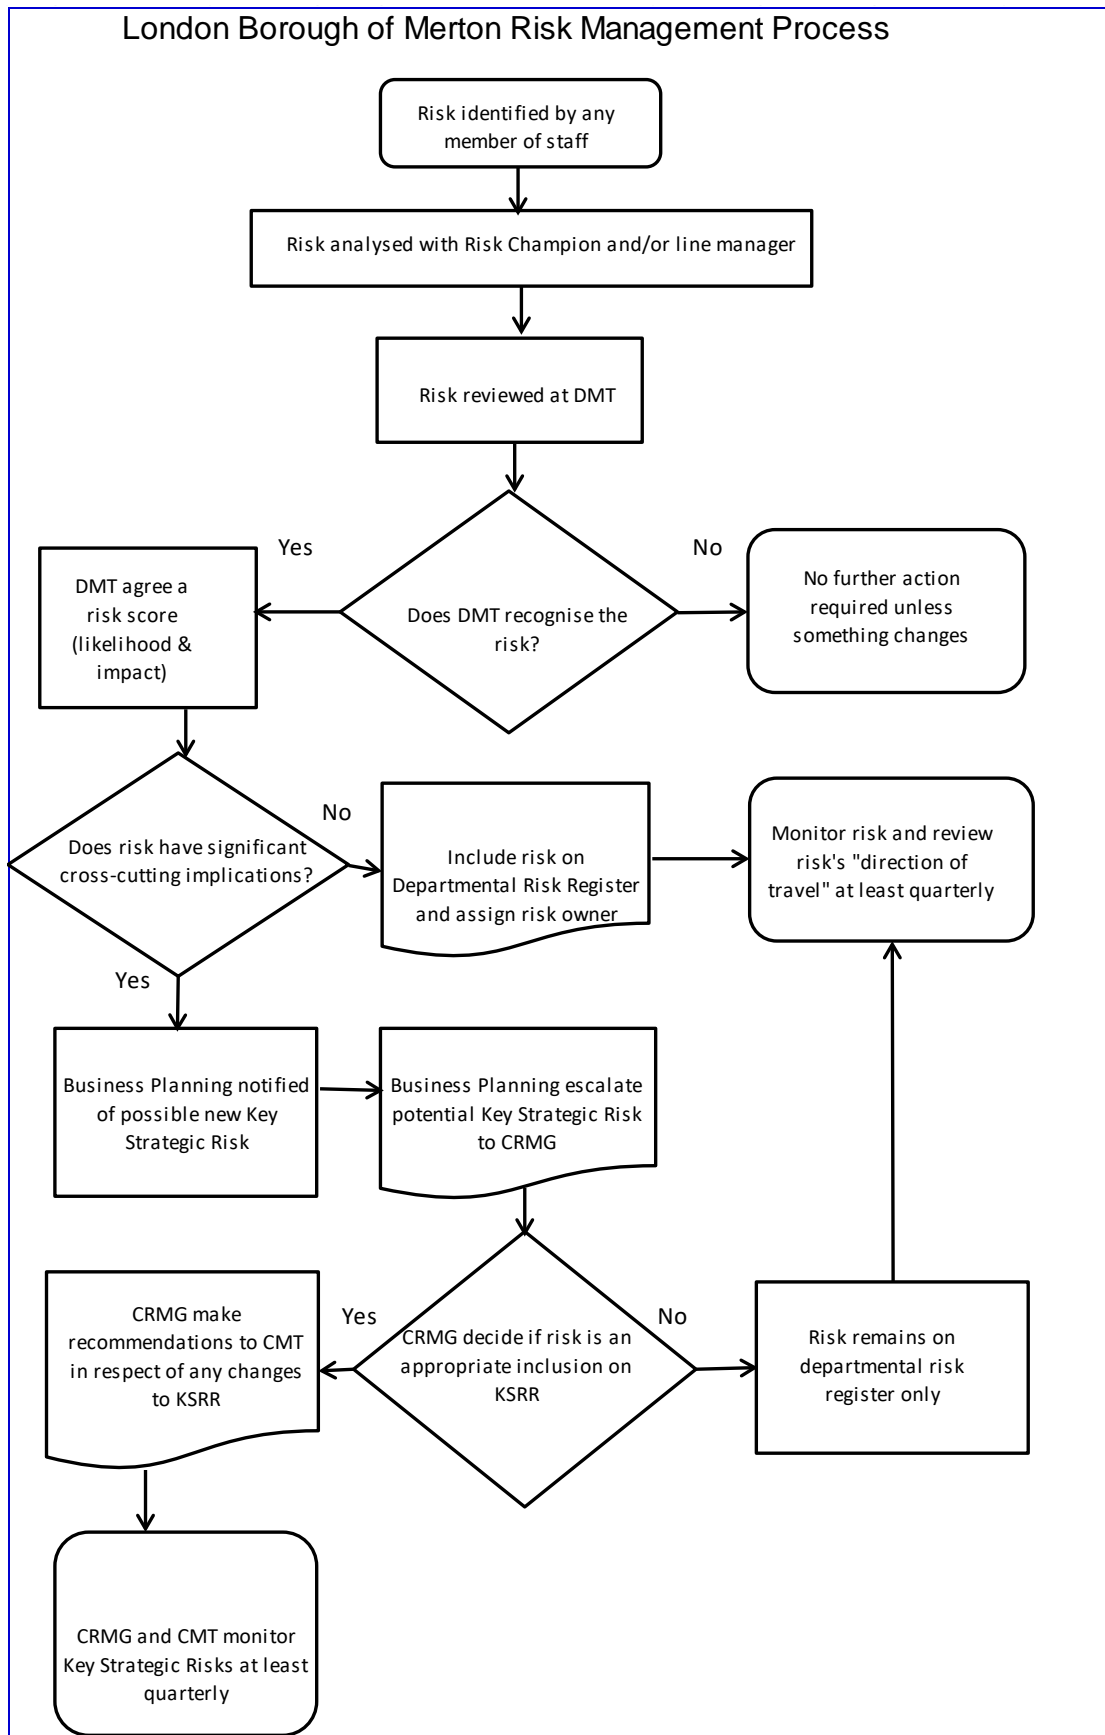 London Borough of Merton Risk Management Process
Risk identified by any
member of staff
Risk analysed with Risk Champion and/or line manager
Risk reviewed at DMT
Yes
No
DMT agree a
risk score
(likelihood &
impact)
Does DMT recognise the
risk?
No further action
required unless
something changes
Does risk have significant
cross-cutting implications?
No
Include risk on
Departmental Risk Register
and assign risk owner
Monitor risk and review
risk's "direction of
travel" at least quarterly
Yes
Business Planning notified
of possible new Key
Strategic Risk
Business Planning escalate
potential Key Strategic Risk
to CRMG
CRMG make
recommendations to CMT
in respect of any changes
to KSRR
Yes
CRMG decide if risk is an
appropriate inclusion on
KSRR
No
Risk remains on
departmental risk
register only
CRMG and CMT monitor
Key Strategic Risks at least
quarterly